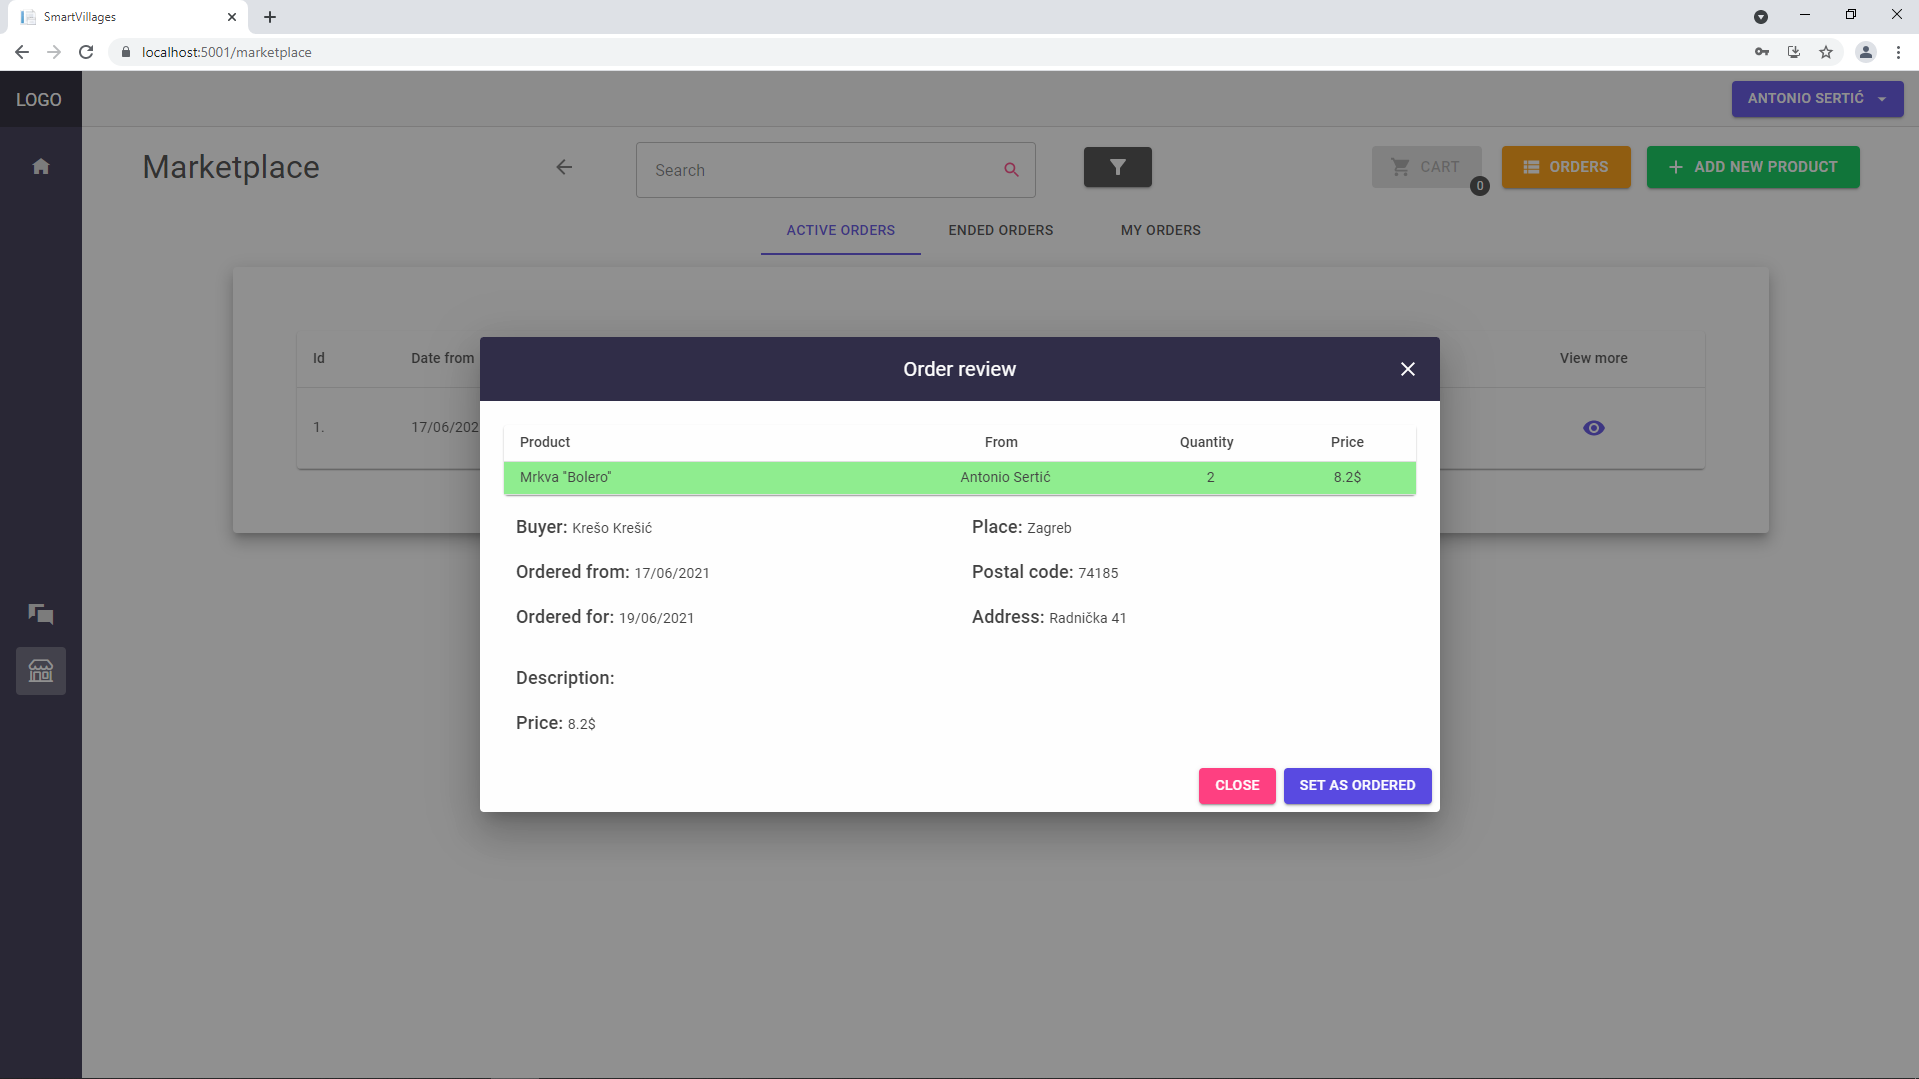 SmartVillages
localhost:5001/marketplace
LOGO
ANTONIO SERTIĆ
Marketplace
Search
CART
0
ORDERS
ADD NEW PRODUCT
ACTIVE ORDERS
ENDED ORDERS
MY ORDERS
Id
Date from
View more
1.
17/06/202
Order review
Product From Quantity Price
Mrkva "Bolero" Antonio Sertić 2 8.2$
Buyer: Krešo Krešić
Place: Zagreb
Ordered from: 17/06/2021
Postal code: 74185
Ordered for: 19/06/2021
Address: Radnička 41
Description:
Price: 8.2$
CLOSE
SET AS ORDERED